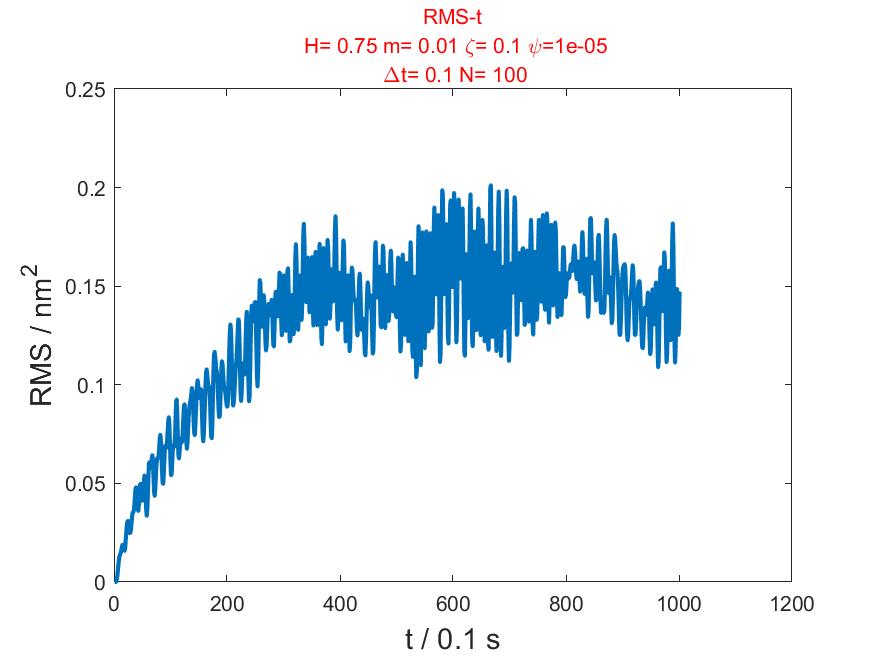 RMS-t
H= 0.75 m= 0.01 ζ= 0.1 ψ=1e-05
Δt= 0.1 N= 100
0.25
0.2
0.15
0.1
0.05
0
RMS / nm²
0 200 400 600 800 1000 1200
t / 0.1 s